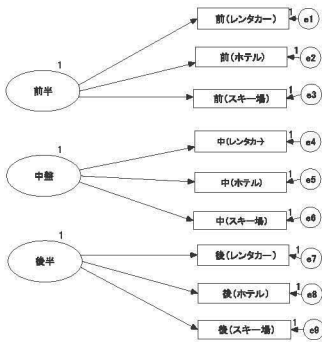 1
前(レンタカー)
1
e1
前(ホテル)
1
e2
1
前半
前(スキー場)
1
e3
中(レンタカー)
1
e4
1
中盤
中(ホテル)
1
e5
中(スキー場)
1
e6
1
後半
後(レンタカー)
1
e7
後(ホテル)
1
e8
後(スキー場)
1
e9